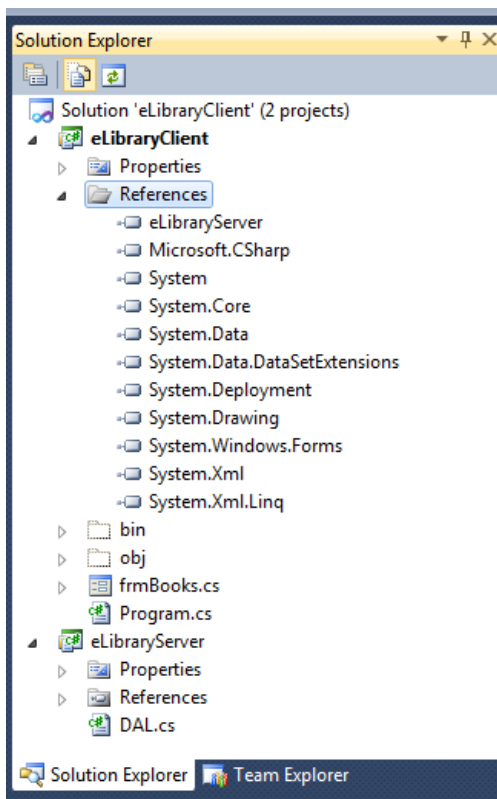 Solution Explorer
Solution 'eLibraryClient' (2 projects)
eLibraryClient
Properties
References
eLibraryServer
Microsoft.CSharp
System
System.Core
System.Data
System.Data.DataSetExtensions
System.Deployment
System.Drawing
System.Windows.Forms
System.Xml
System.Xml.Linq
bin
obj
frmBooks.cs
Program.cs
eLibraryServer
Properties
References
DAL.cs
Solution Explorer Team Explorer